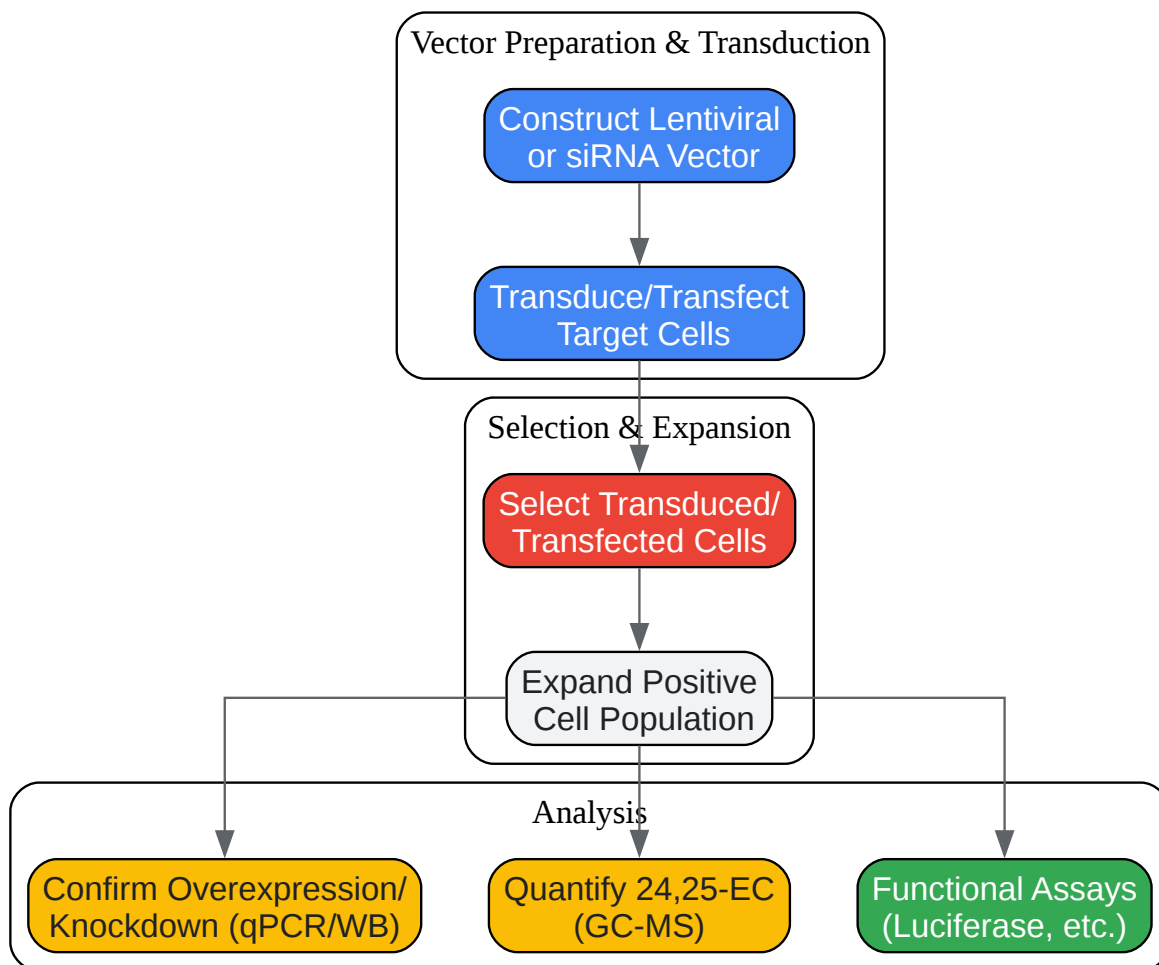 Vector Preparation & Transduction
Construct Lentiviral
or siRNA Vector
Transduce/Transfect
Target Cells
Selection & Expansion
Select Transduced/
Transfected Cells
Expand Positive
Cell Population
Analysis
Confirm Overexpression/
Knockdown (qPCR/WB)
Quantify 24,25-EC
(GC-MS)
Functional Assays
(Luciferase, etc.)